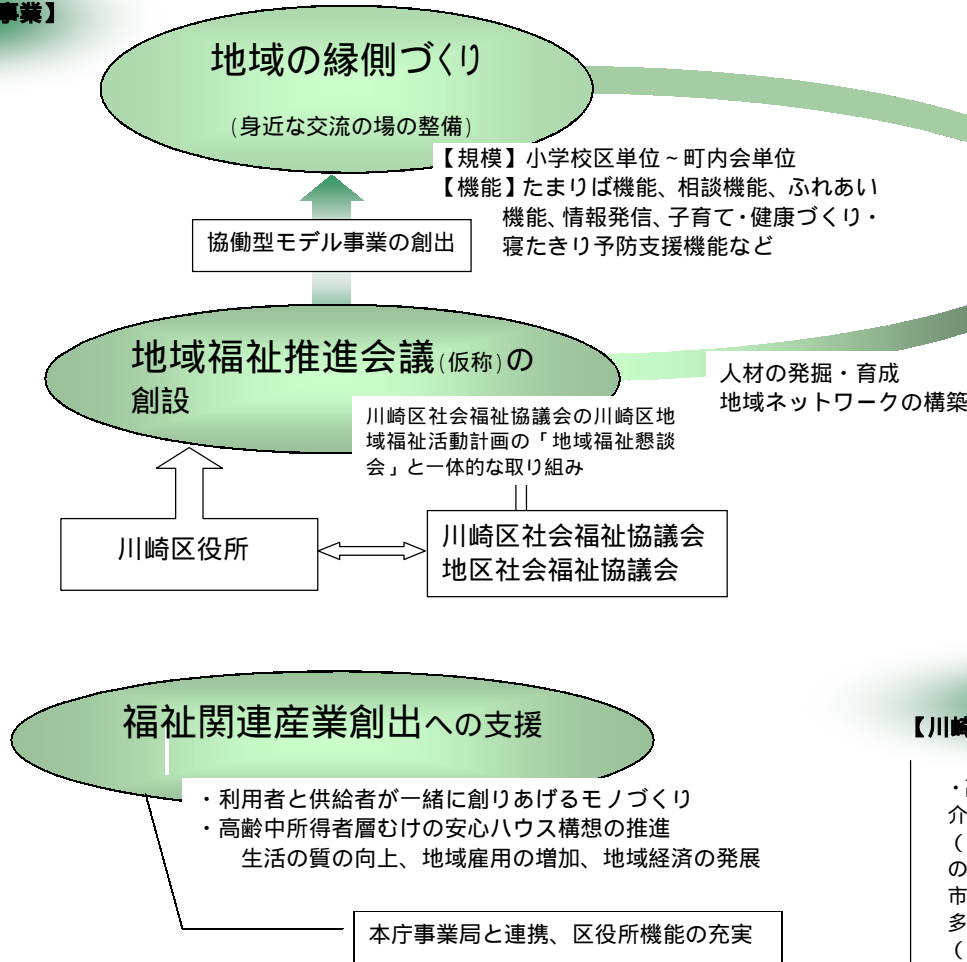 事業】
地域の縁側づくり
(身近な交流の場の整備)
【規模】小学校区単位~町内会単位
【機能】たまりば機能、相談機能、ふれあい
機能、情報発信、子育て・健康づくり・
寝たきり予防支援機能など
協働型モデル事業の創出
地域福祉推進会議(仮称)の
創設
人材の発掘・育成
地域ネットワークの構築
川崎区社会福祉協議会の川崎区地
域福祉活動計画の「地域福祉懇談
会」と一体的な取り組み
川崎区役所
川崎区社会福祉協議会
地区社会福祉協議会
福祉関連産業創出への支援
・利用者と供給者が一緒に創りあげるモノづくり
・高齢中所得者層むけの安心ハウス構想の推進
生活の質の向上、地域雇用の増加、地域経済の発展
本庁事業局と連携、区役所機能の充実
【川崎
・
介
(
の
市
多
(